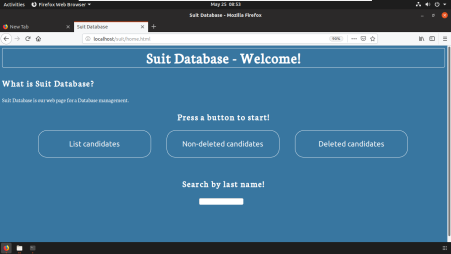 Activities Firefox Web Browser May 25 08:53
Suit Database - Mozilla Firefox
New Tab Suit Database
localhost/suit/home.html 90%
Suit Database - Welcome!
What is Suit Database?
Suit Database is our web page for a Database management.
Press a button to start!
List candidates Non-deleted candidates Deleted candidates
Search by last name!